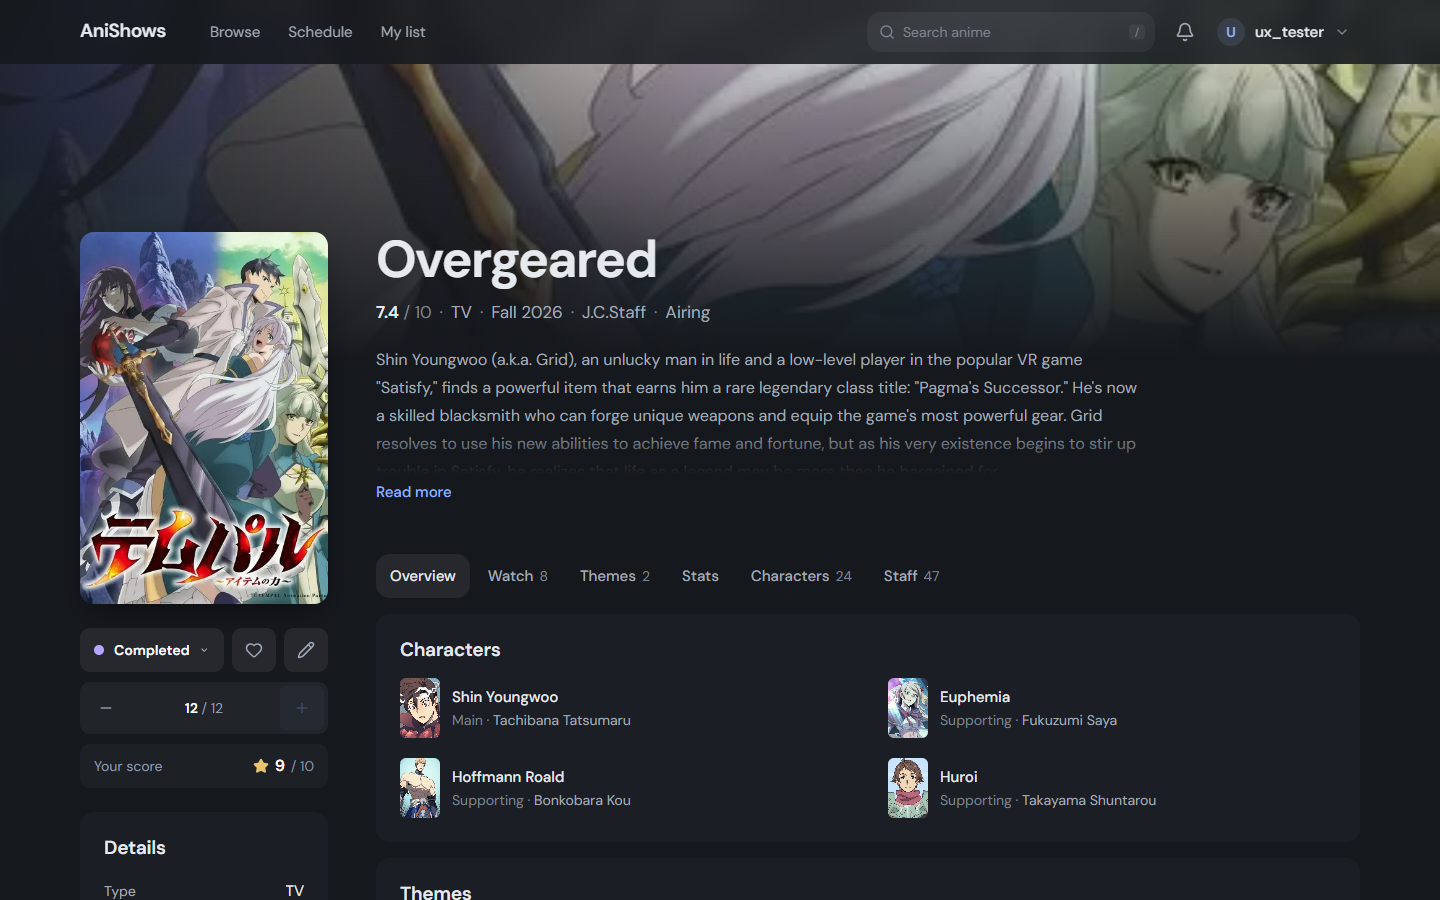 AniShows
Browse
Schedule
My list
Search anime
/
U
ux_tester
Overgeared
7.4 / 10 · TV · Fall 2026 · J.C.Staff · Airing
Shin Youngwoo (a.k.a. Grid), an unlucky man in life and a low-level player in the popular VR game
"Satisfy," finds a powerful item that earns him a rare legendary class title: "Pagma's Successor." He's now
a skilled blacksmith who can forge unique weapons and equip the game's most powerful gear. Grid
resolves to use his new abilities to achieve fame and fortune, but as his very existence begins to stir up
Read more
テムパル
~アイテムの力~
Completed
12 / 12
Your score
9 / 10
Details
Type
TV
Overview
Watch 8
Themes 2
Stats
Characters 24
Staff 47
Characters
Shin Youngwoo
Main · Tachibana Tatsumaru
Euphemia
Supporting · Fukuzumi Saya
Hoffmann Roald
Supporting · Bonkobara Kou
Huroi
Supporting · Takayama Shuntarou
Themes